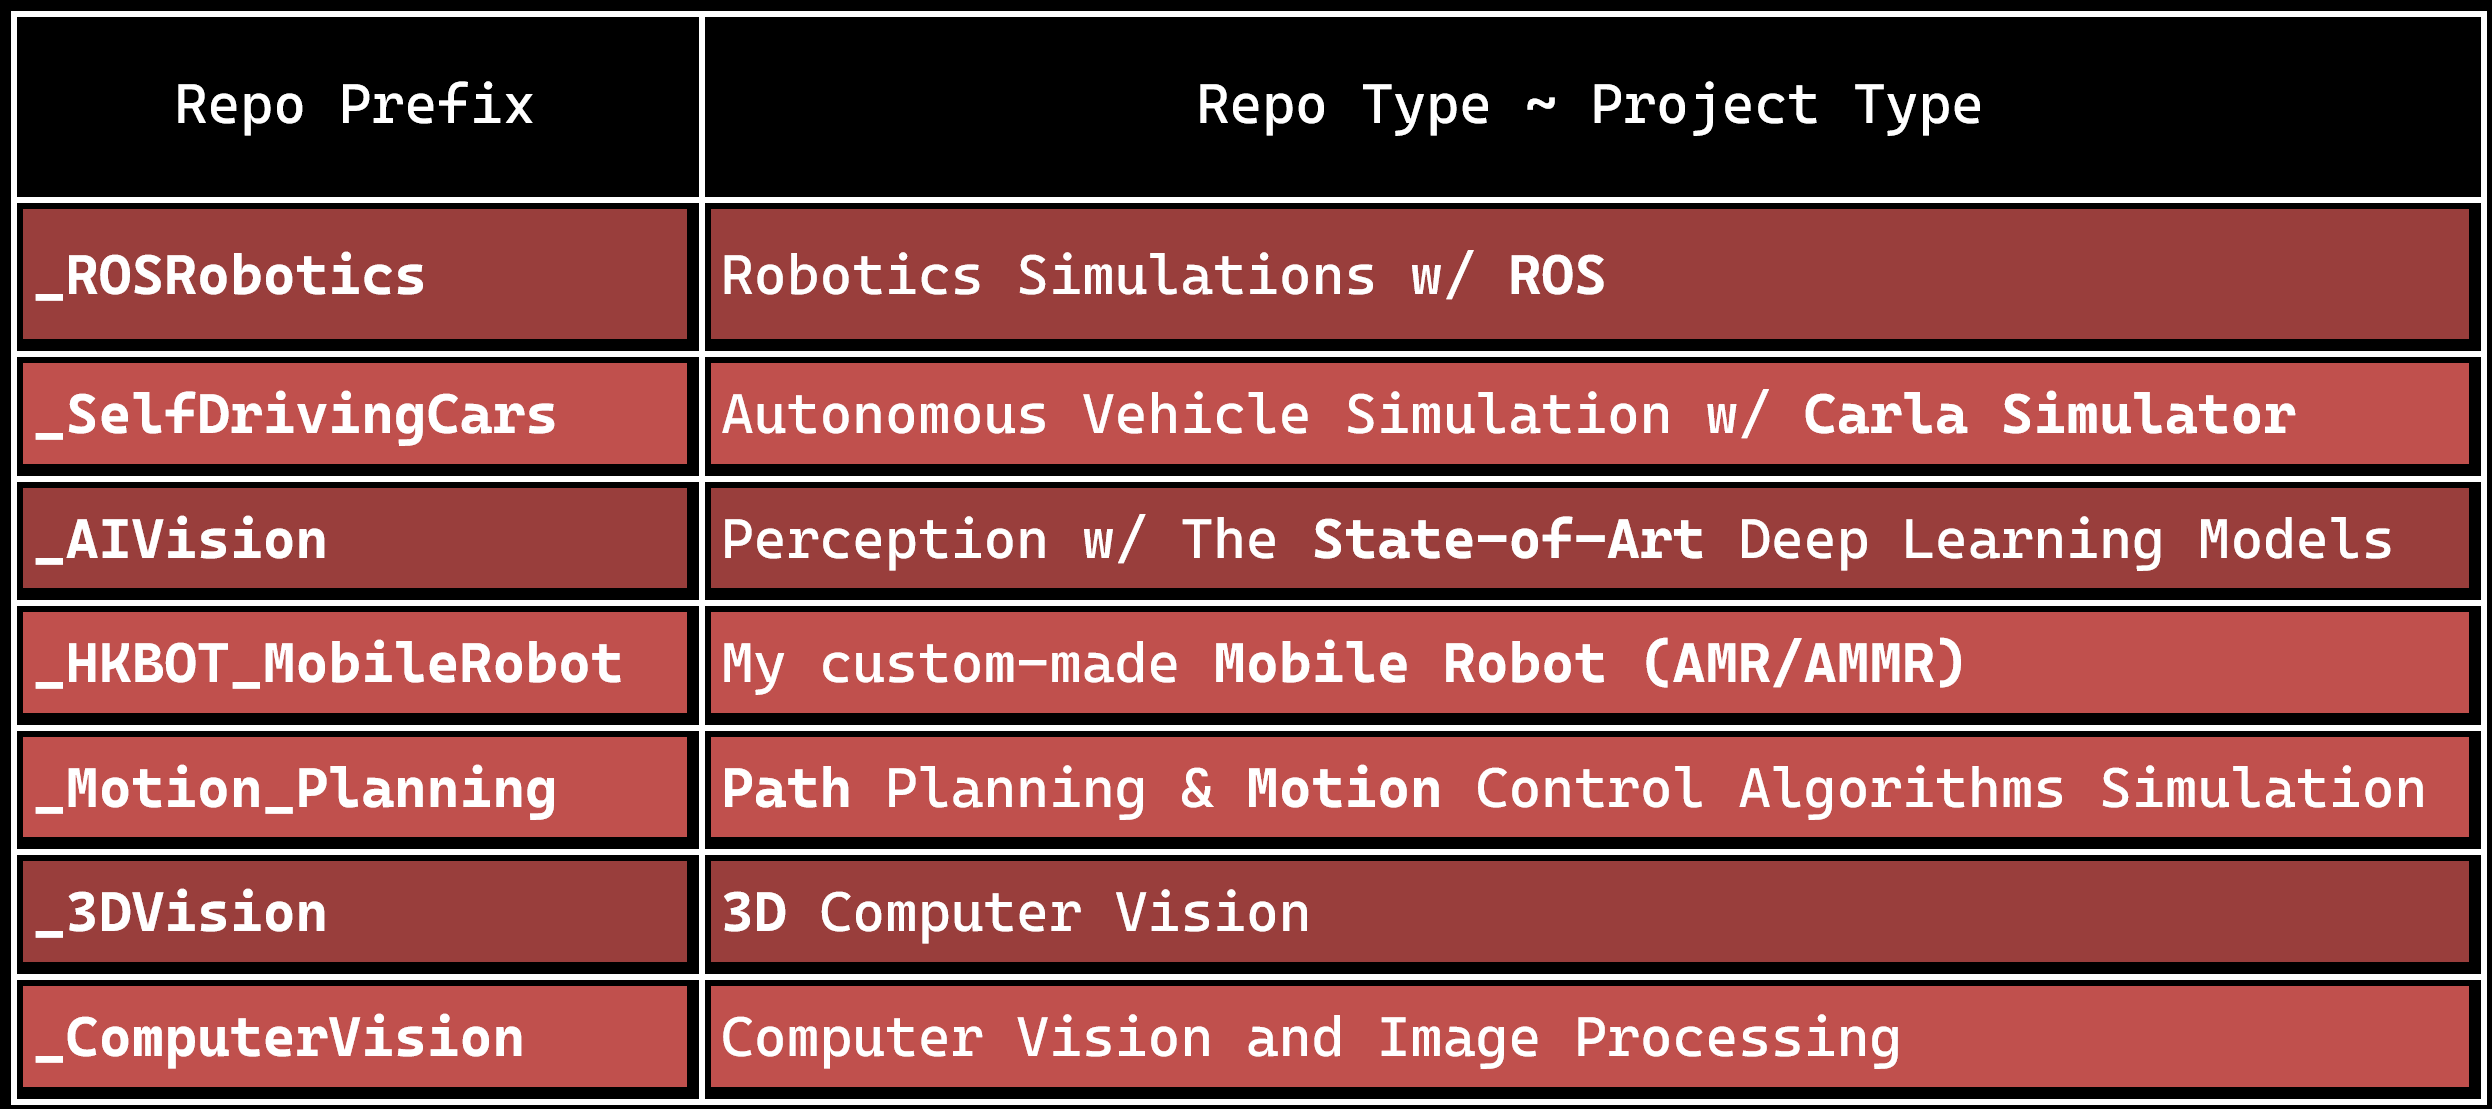 Repo Prefix
Repo Type ~ Project Type
_ROSRobotics
Robotics Simulations w/ ROS
_SelfDrivingCars
Autonomous Vehicle Simulation w/ Carla Simulator
_AIVision
Perception w/ The State-of-Art Deep Learning Models
_HKBOT_MobileRobot
My custom-made Mobile Robot (AMR/AMMR)
_Motion_Planning
Path Planning & Motion Control Algorithms Simulation
_3DVision
3D Computer Vision
_ComputerVision
Computer Vision and Image Processing